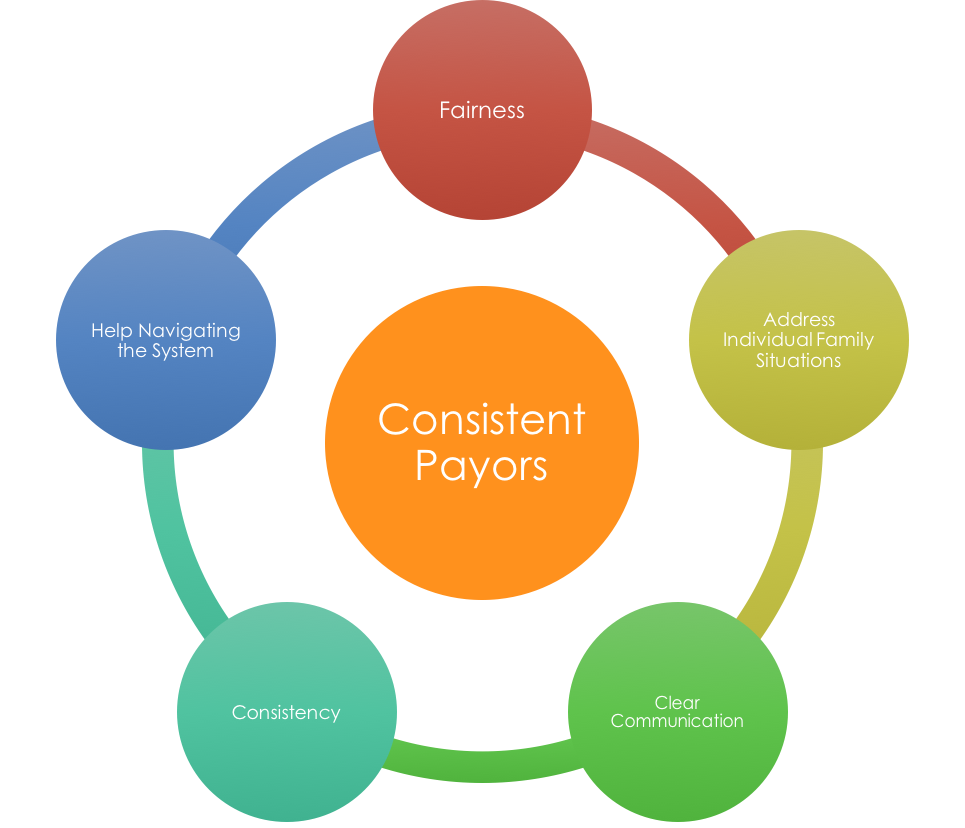 Fairness
Address
Individual Family
Situations
Clear
Communication
Consistency
Help Navigating
the System
Consistent
Payors